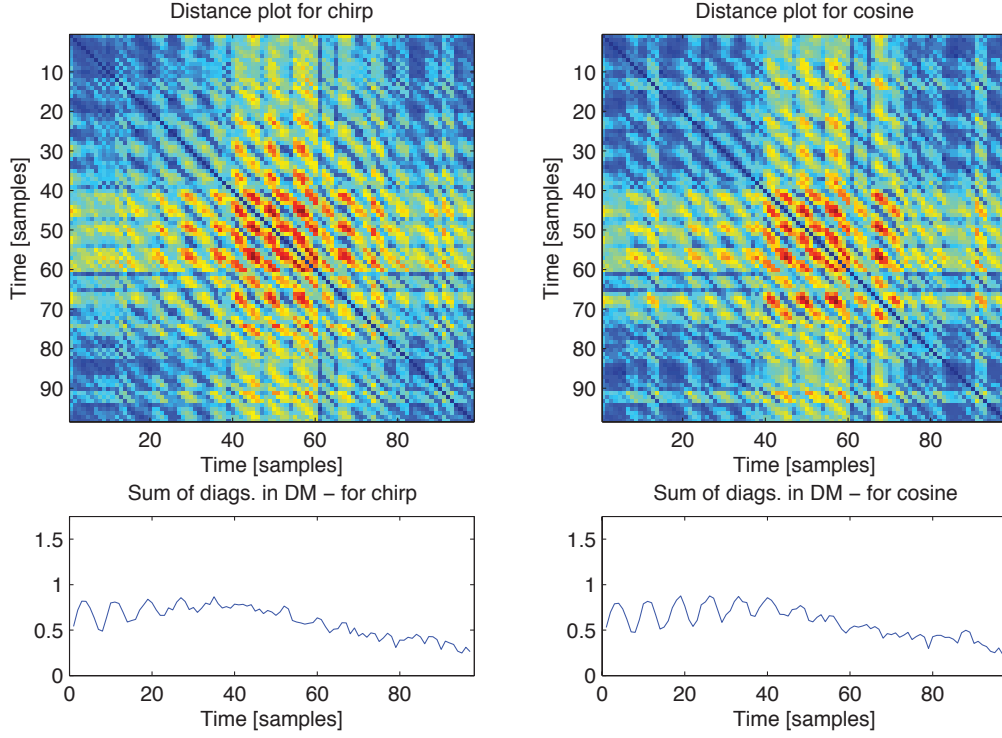 Distance plot for chirp
Distance plot for cosine
10
20
30
40
50
60
70
80
90
Time [samples]
20 40 60 80
Time [samples]
10
20
30
40
50
60
70
80
90
Time [samples]
20 40 60 80
Time [samples]
Sum of diags. in DM – for chirp
1.5
1
0.5
0
0 20 40 60 80
Time [samples]
Sum of diags. in DM – for cosine
1.5
1
0.5
0
0 20 40 60 80
Time [samples]